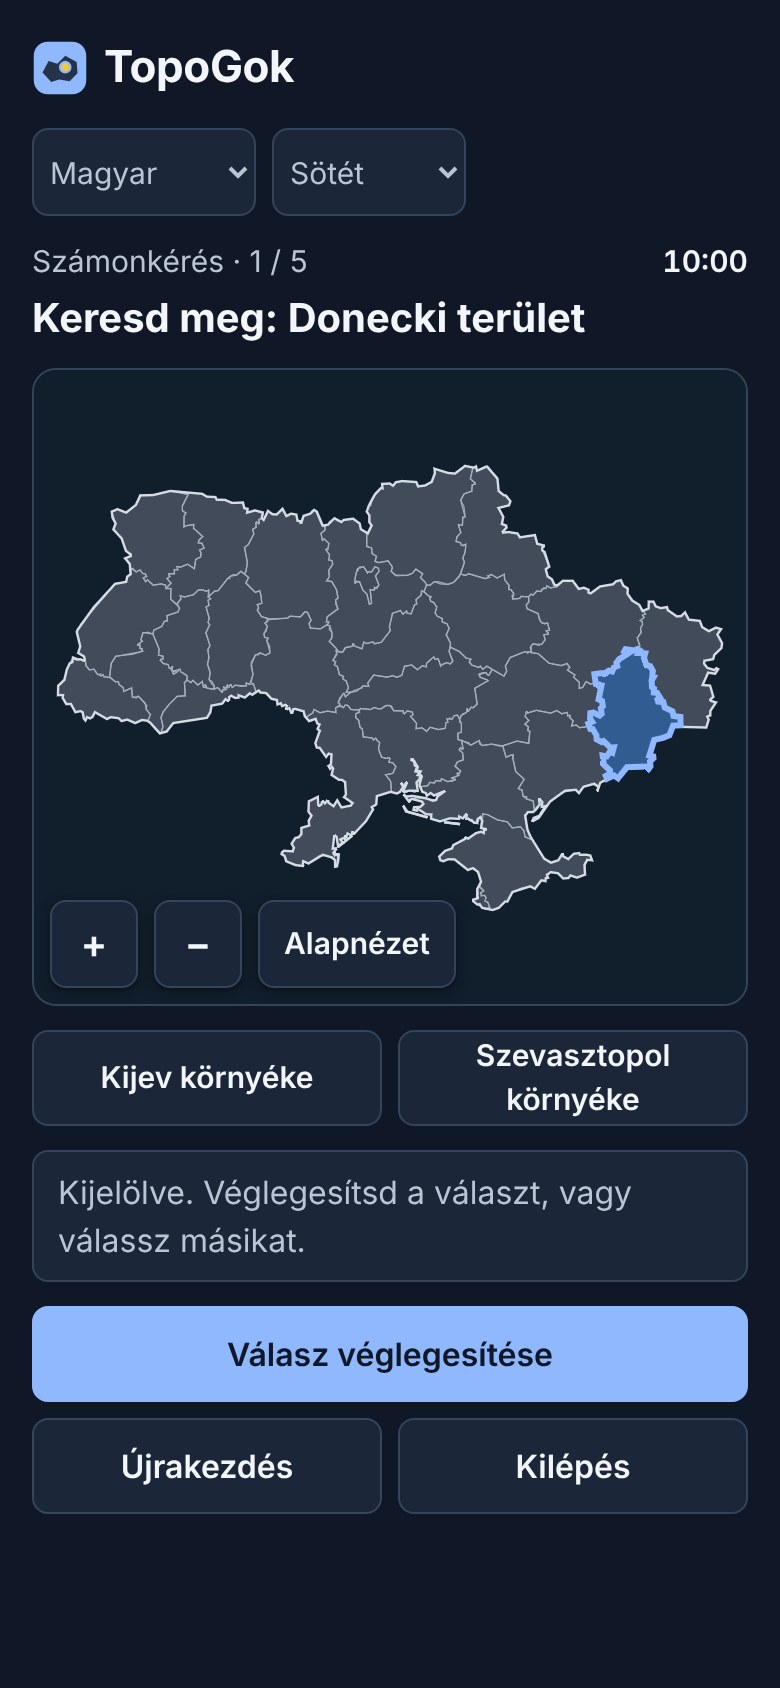 TopoGok
Magyar
Sötét
Számonkérés · 1 / 5
10:00
Keresd meg: Donecki terület
+
−
Alapnézet
Kijev környéke
Szevasztopol
környéke
Kijelölve. Véglegesítsd a választ, vagy
válassz másikat.
Válasz véglegesítése
Újrakezdés
Kilépés